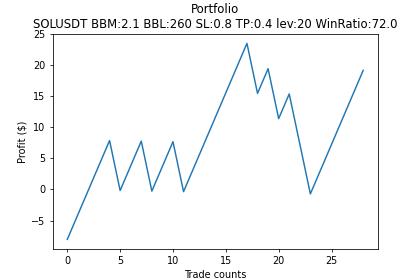 Portfolio
SOLUSDT BBM:2.1 BBL:260 SL:0.8 TP:0.4 lev:20 WinRatio:72.0
25
20
15
10
5
0
−5
Profit ($)
0 5 10 15 20 25
Trade counts